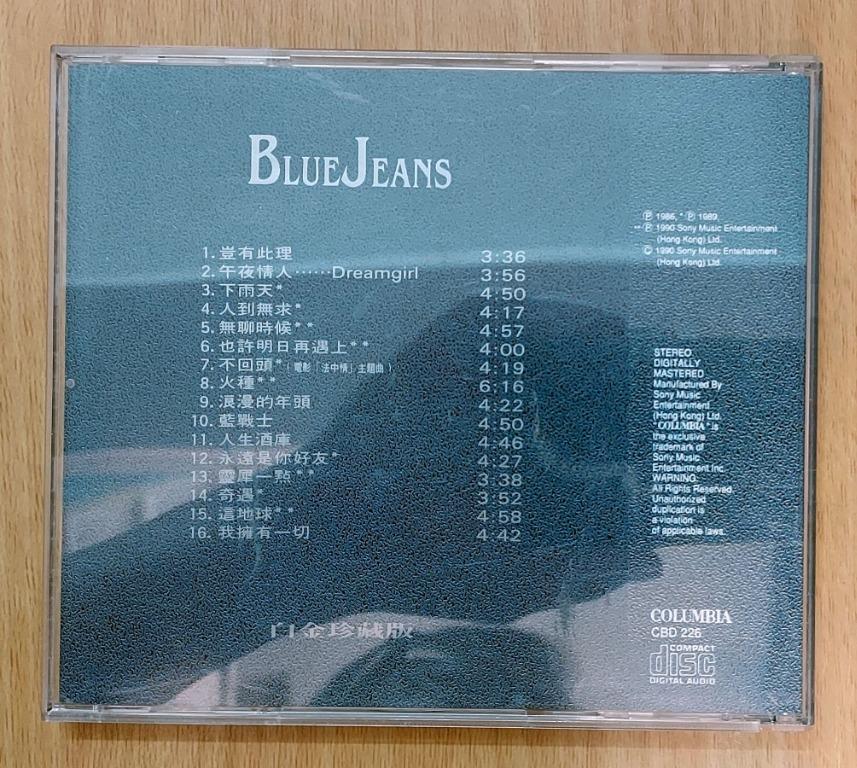 BLUEJEANS
1. 豈有此理 3:36
2. 午夜情人······Dreamgirl 3:56
3. 下雨天* 4:50
4. 人到無求* 4:17
5. 無聊時候** 4:57
6. 也許明日再遇上** 4:00
7. 不回頭*(電影「法中情」主題曲) 4:19
8. 火種** 6:16
9. 浪漫的年頭 4:22
10. 藍戰士 4:50
11. 人生酒庫 4:46
12. 永遠是你好友* 4:27
13. 靈犀一點** 3:38
14. 奇遇* 3:52
15. 這地球** 4:58
16. 我擁有一切 4:42
白金珍藏版
Ⓟ 1986, * Ⓟ 1989,
** Ⓟ 1990 Sony Music Entertainment
(Hong Kong) Ltd.
© 1990 Sony Music Entertainment
(Hong Kong) Ltd.
STEREO
DIGITALLY
MASTERED
Manufactured By
Sony Music
Entertainment
(Hong Kong) Ltd.
"COLUMBIA" is
the exclusive
trademark of
Sony Music
Entertainment Inc.
WARNING:
All Rights Reserved.
Unauthorized
duplication is
a violation
of applicable laws.
COLUMBIA
CBD 226
COMPACT
disc
DIGITAL AUDIO